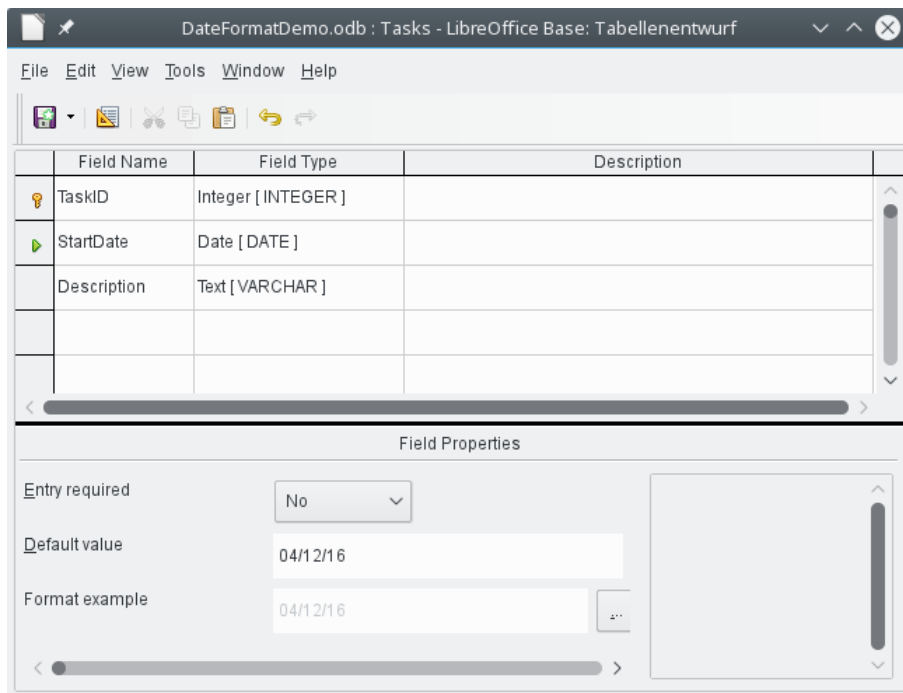 DateFormatDemo.odb : Tasks - LibreOffice Base: Tabellenentwurf
File Edit View Tools Window Help
Field Name Field Type Description
TaskID Integer [ INTEGER ]
StartDate Date [ DATE ]
Description Text [ VARCHAR ]
Field Properties
Entry required No
Default value 04/12/16
Format example 04/12/16 ...